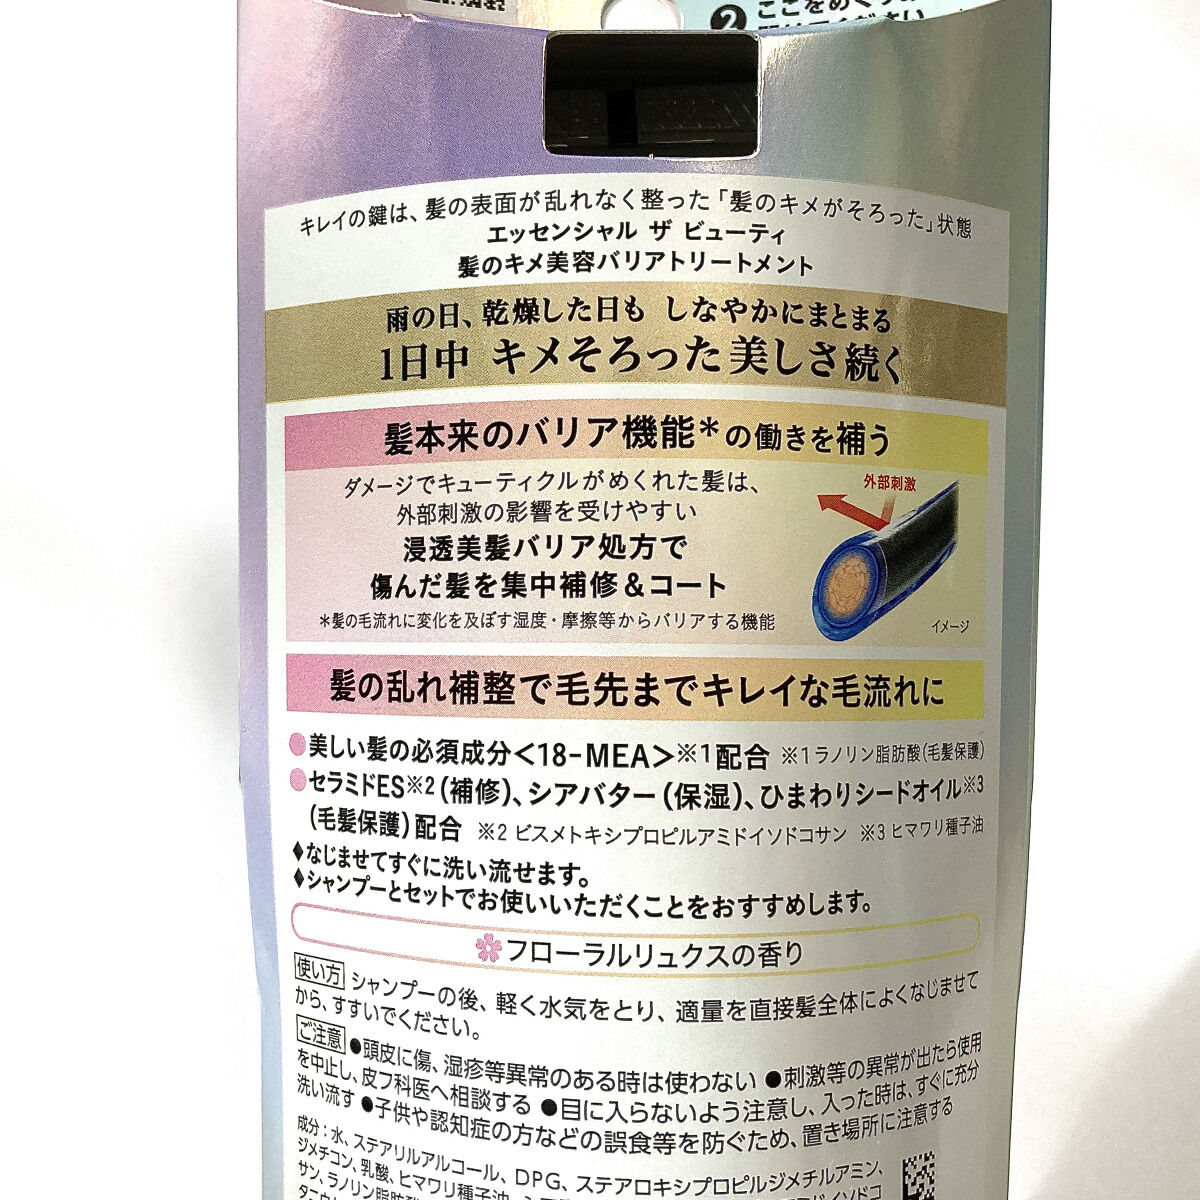 2 ここをめくり
キレイの鍵は、髪の表面が乱れなく整った「髪のキメがそろった」状態
エッセンシャル ザ ビューティ
髪のキメ美容バリアトリートメント
雨の日、乾燥した日も しなやかにまとまる
1日中 キメそろった美しさ続く
髪本来のバリア機能*の働きを補う
ダメージでキューティクルがめくれた髪は、
外部刺激の影響を受けやすい
浸透美髪バリア処方で
傷んだ髪を集中補修&コート
*髪の毛流れに変化を及ぼす湿度・摩擦等からバリアする機能
外部刺激
イメージ
髪の乱れ補整で毛先までキレイな毛流れに
●美しい髪の必須成分<18-MEA>※1配合 ※1ラノリン脂肪酸(毛髪保護)
●セラミドES※2(補修)、シアバター(保湿)、ひまわりシードオイル※3
(毛髪保護)配合 ※2 ビスメトキシプロピルアミドイソドコサン ※3 ヒマワリ種子油
♦なじませてすぐに洗い流せます。
♦シャンプーとセットでお使いいただくことをおすすめします。
フローラルリュクスの香り
使い方 シャンプーの後、軽く水気をとり、適量を直接髪全体によくなじませて
から、すすいでください。
ご注意 ●頭皮に傷、湿疹等異常のある時は使わない ●刺激等の異常が出たら使用
を中止し、皮フ科医へ相談する ●目に入らないよう注意し、入った時は、すぐに充分
洗い流す ●子供や認知症の方などの誤食等を防ぐため、置き場所に注意する
成分:水、ステアリルアルコール、DPG、ステアロキシプロピルジメチルアミン、
ジメチコン、乳酸、ヒマワリ種子油、
サン、ラノリン脂肪酸